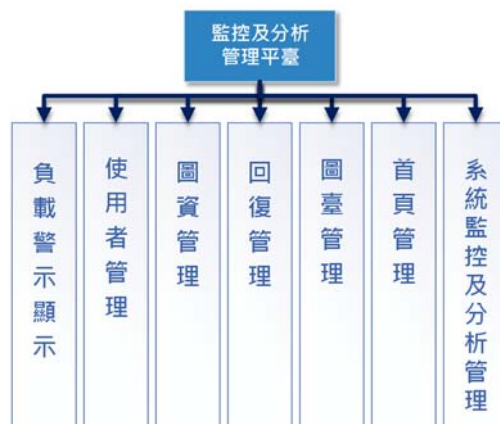 監控及分析
管理平臺
負載警示顯示
使用者管理
圖資管理
回復管理
圖臺管理
首頁管理
系統監控及分析管理